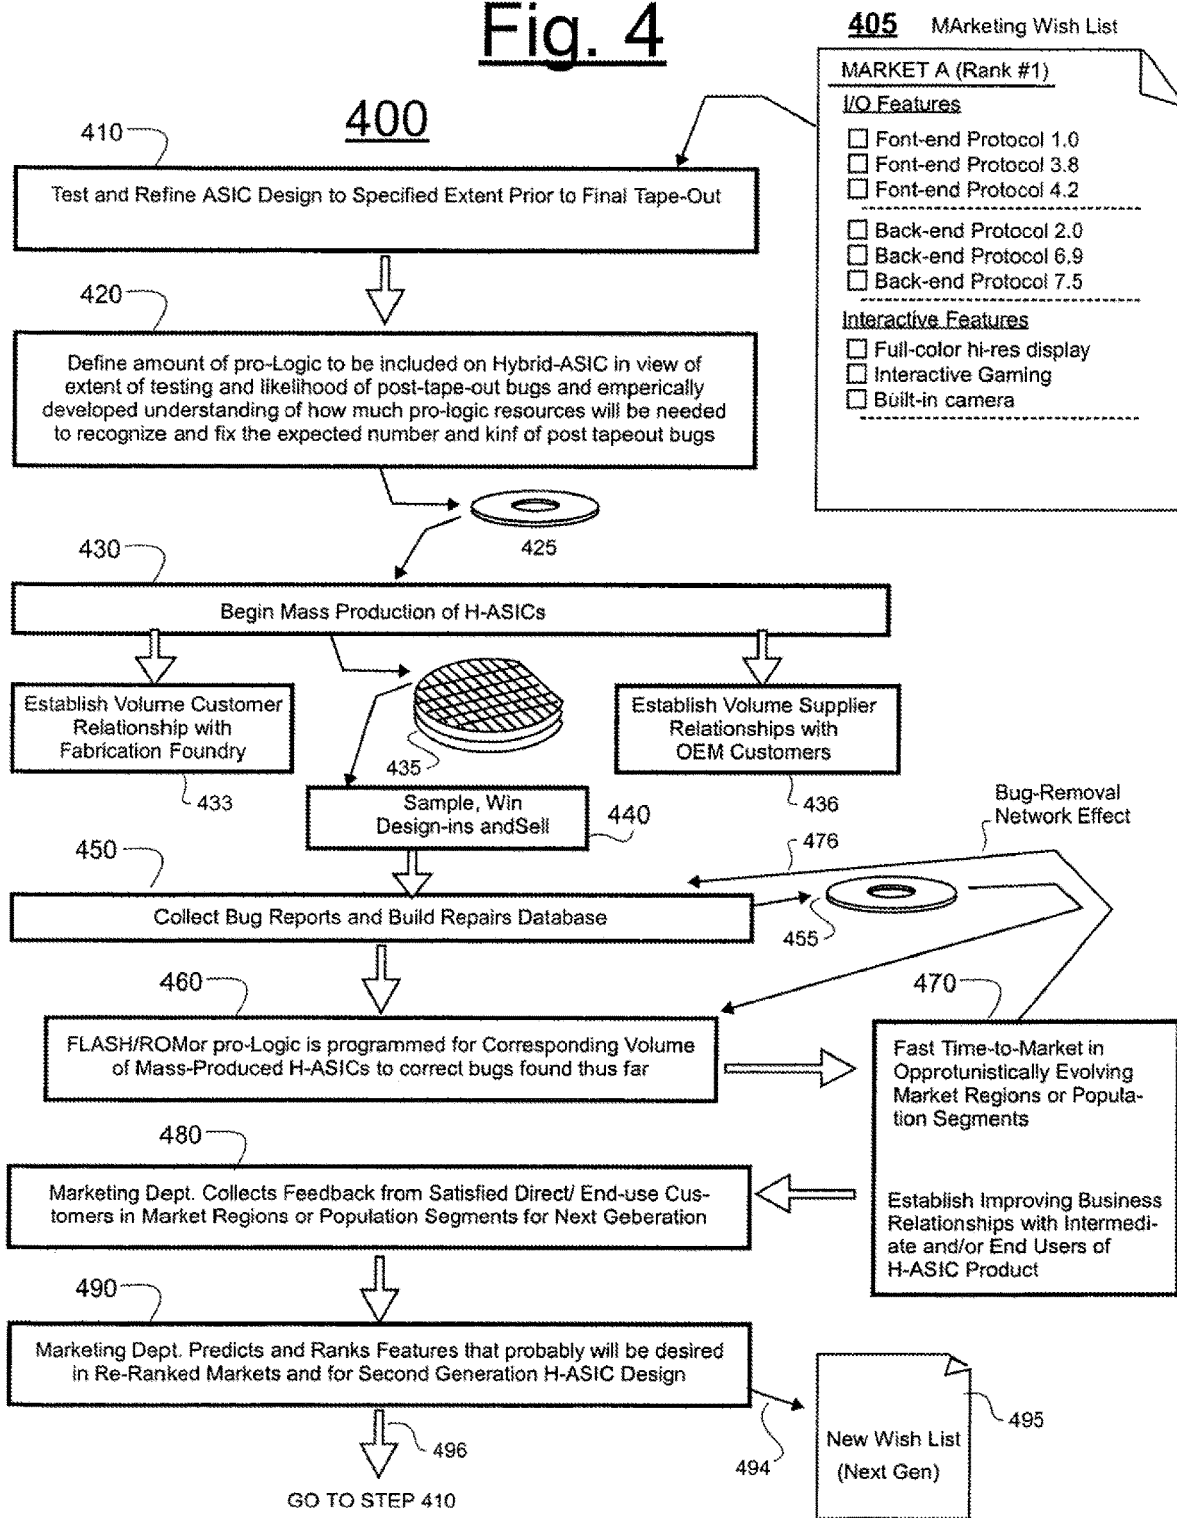 Fig. 4
405 MArketing Wish List
MARKET A (Rank #1)
I/O Features
Font-end Protocol 1.0
Font-end Protocol 3.8
Font-end Protocol 4.2
Back-end Protocol 2.0
Back-end Protocol 6.9
Back-end Protocol 7.5
Interactive Features
Full-color hi-res display
Interactive Gaming
Built-in camera
400
410
Test and Refine ASIC Design to Specified Extent Prior to Final Tape-Out
420
Define amount of pro-Logic to be included on Hybrid-ASIC in view of
extent of testing and likelihood of post-tape-out bugs and emperically
developed understanding of how much pro-logic resources will be needed
to recognize and fix the expected number and kinf of post tapeout bugs
425
430
Begin Mass Production of H-ASICs
Establish Volume Customer
Relationship with
Fabrication Foundry
433
435
Establish Volume Supplier
Relationships with
OEM Customers
436
Sample, Win
Design-ins andSell
440
Bug-Removal
Network Effect
476
450
Collect Bug Reports and Build Repairs Database
455
460
FLASH/ROMor pro-Logic is programmed for Corresponding Volume
of Mass-Produced H-ASICs to correct bugs found thus far
470
Fast Time-to-Market in
Opprotunistically Evolving
Market Regions or Popula-
tion Segments
Establish Improving Business
Relationships with Intermedi-
ate and/or End Users of
H-ASIC Product
480
Marketing Dept. Collects Feedback from Satisfied Direct/ End-use Cus-
tomers in Market Regions or Population Segments for Next Geberation
490
Marketing Dept. Predicts and Ranks Features that probably will be desired
in Re-Ranked Markets and for Second Generation H-ASIC Design
494
495
New Wish List
(Next Gen)
496
GO TO STEP 410